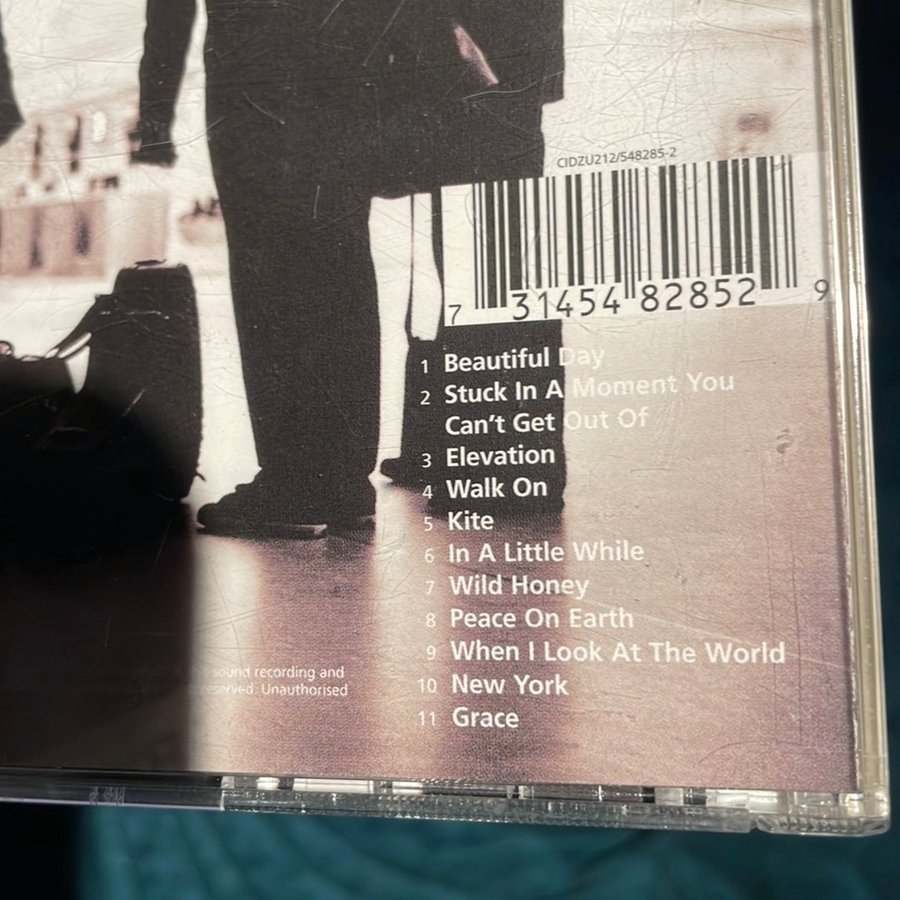 CIDZU212/548285-2
7 31454 82852 9
1 Beautiful Day
2 Stuck In A Moment You
Can't Get Out Of
3 Elevation
4 Walk On
5 Kite
6 In A Little While
7 Wild Honey
8 Peace On Earth
9 When I Look At The World
sound recording and
10 New York
reserved. Unauthorised
11 Grace